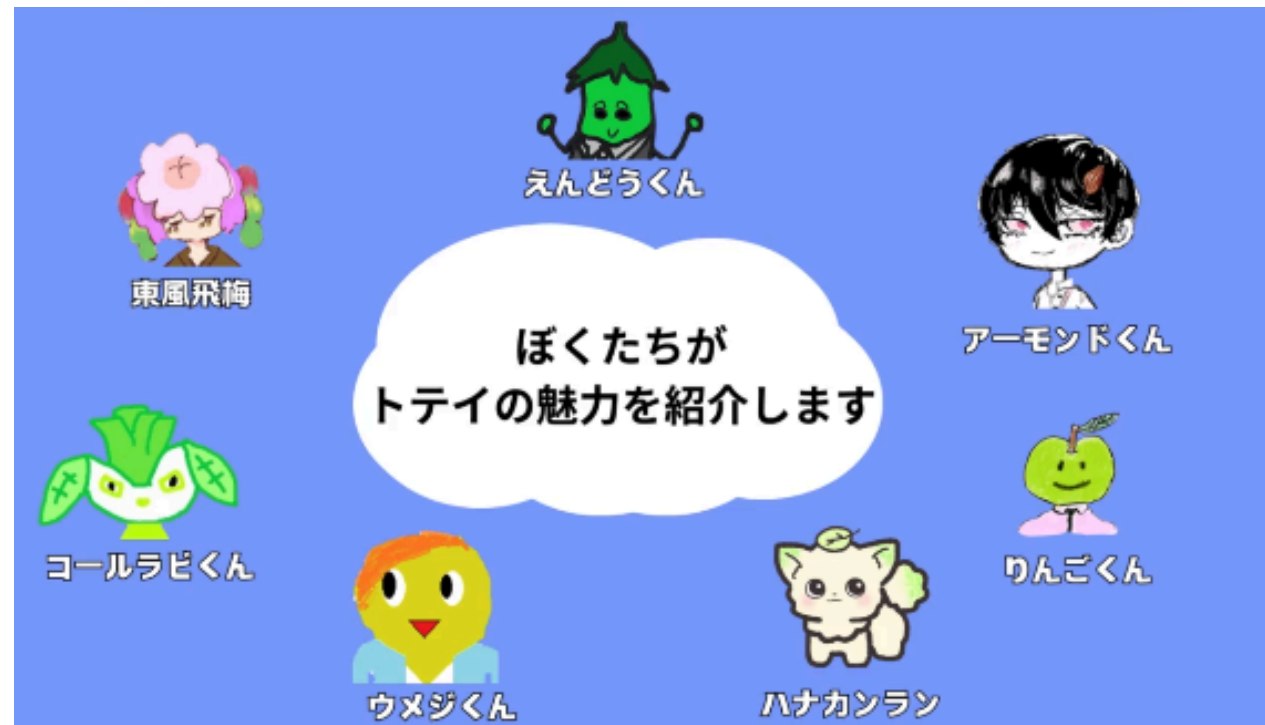 えんどうくん
東風飛梅
アーモンドくん
ぼくたちが
トテイの魅力を紹介します
コールラビくん
りんごくん
ウメジくん
ハナカンラン